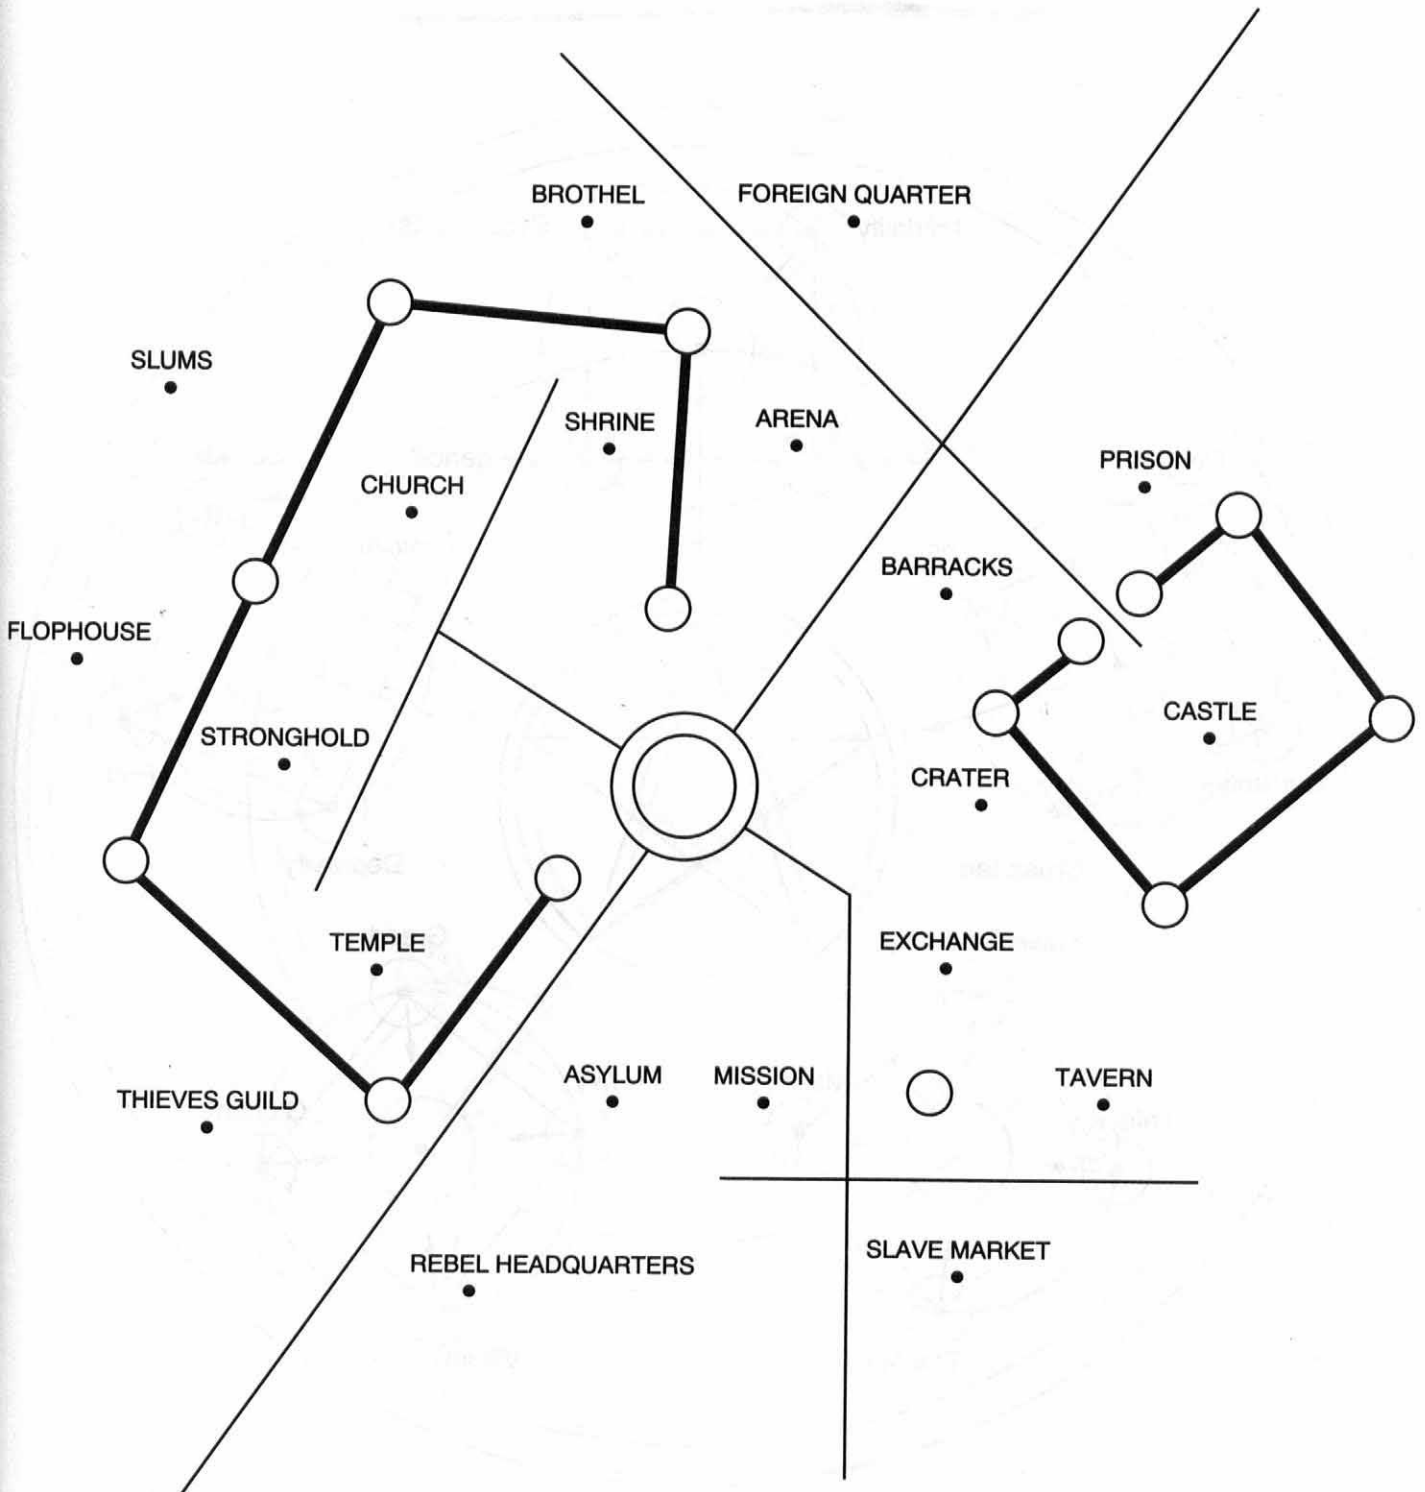 BROTHEL
FOREIGN QUARTER
SLUMS
SHRINE
ARENA
PRISON
CHURCH
BARRACKS
FLOPHOUSE
STRONGHOLD
CASTLE
CRATER
TEMPLE
EXCHANGE
THIEVES GUILD
ASYLUM
MISSION
TAVERN
REBEL HEADQUARTERS
SLAVE MARKET